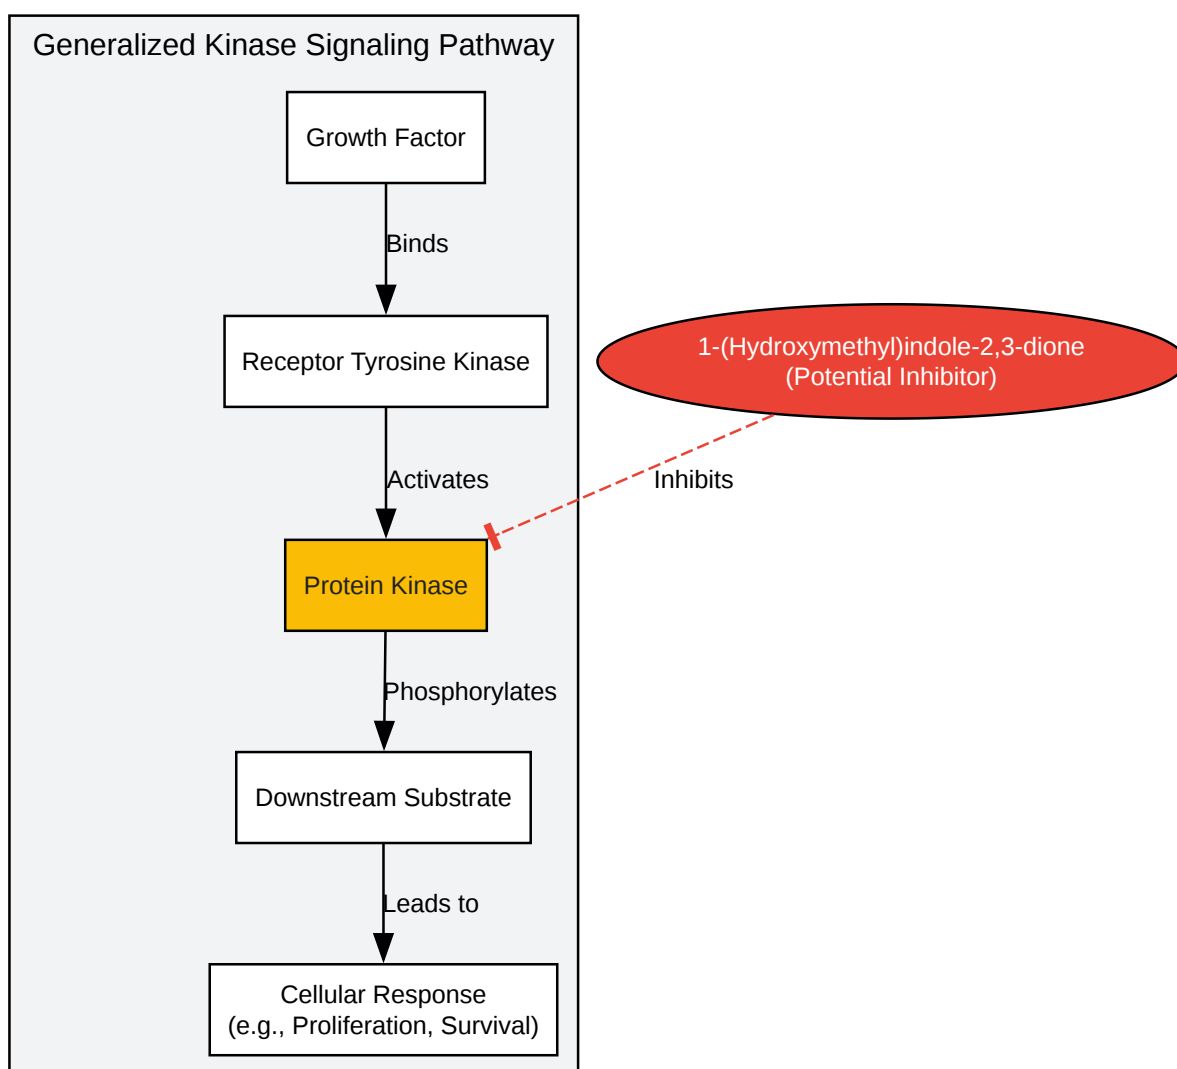 Generalized Kinase Signaling Pathway
Growth Factor
Binds
Receptor Tyrosine Kinase
1-(Hydroxymethyl)indole-2,3-dione
(Potential Inhibitor)
Activates
Inhibits
Protein Kinase
Phosphorylates
Downstream Substrate
Leads to
Cellular Response
(e.g., Proliferation, Survival)